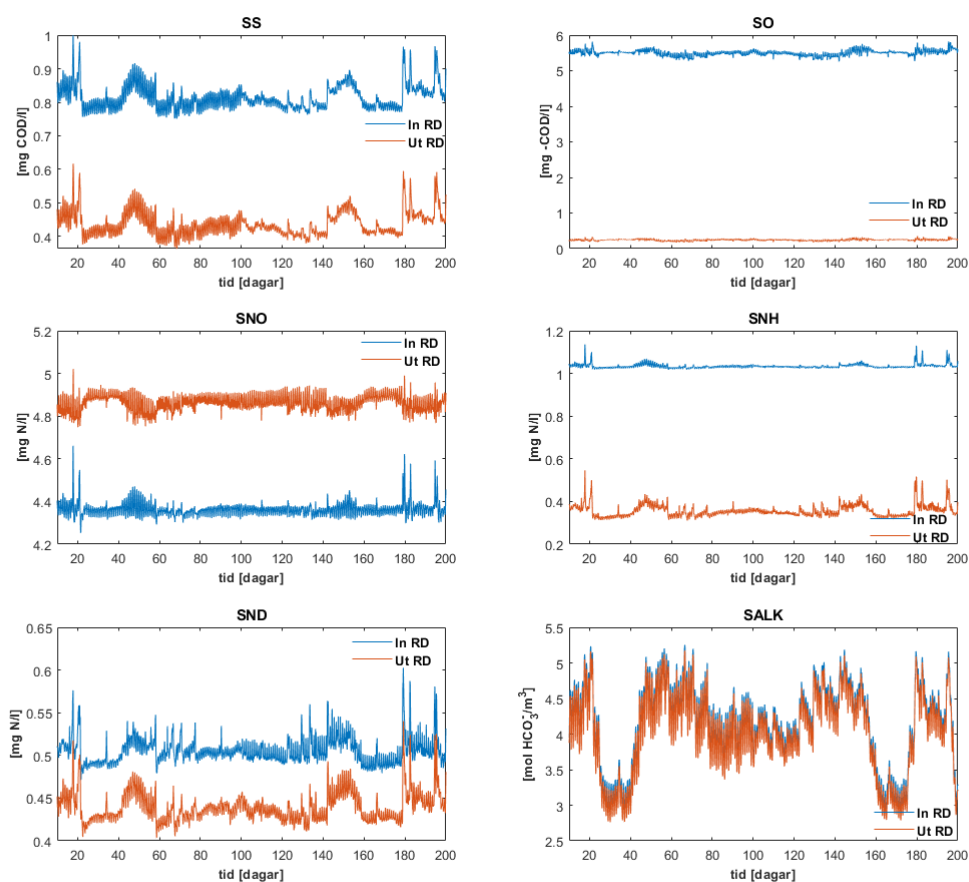 SS
[mg COD/l]
1
0.9
0.8
0.7
0.6
0.5
0.4
In RD
Ut RD
20 40 60 80 100 120 140 160 180 200
tid [dagar]
SO
[mg -COD/l]
6
5
4
3
2
1
0
In RD
Ut RD
20 40 60 80 100 120 140 160 180 200
tid [dagar]
SNO
[mg N/l]
5.2
5
4.8
4.6
4.4
4.2
In RD
Ut RD
20 40 60 80 100 120 140 160 180 200
tid [dagar]
SNH
[mg N/l]
1.2
1
0.8
0.6
0.4
0.2
In RD
Ut RD
20 40 60 80 100 120 140 160 180 200
tid [dagar]
SND
[mg N/l]
0.65
0.6
0.55
0.5
0.45
0.4
In RD
Ut RD
20 40 60 80 100 120 140 160 180 200
tid [dagar]
SALK
[mol HCO₃⁻/m³]
5.5
5
4.5
4
3.5
3
2.5
In RD
Ut RD
20 40 60 80 100 120 140 160 180 200
tid [dagar]